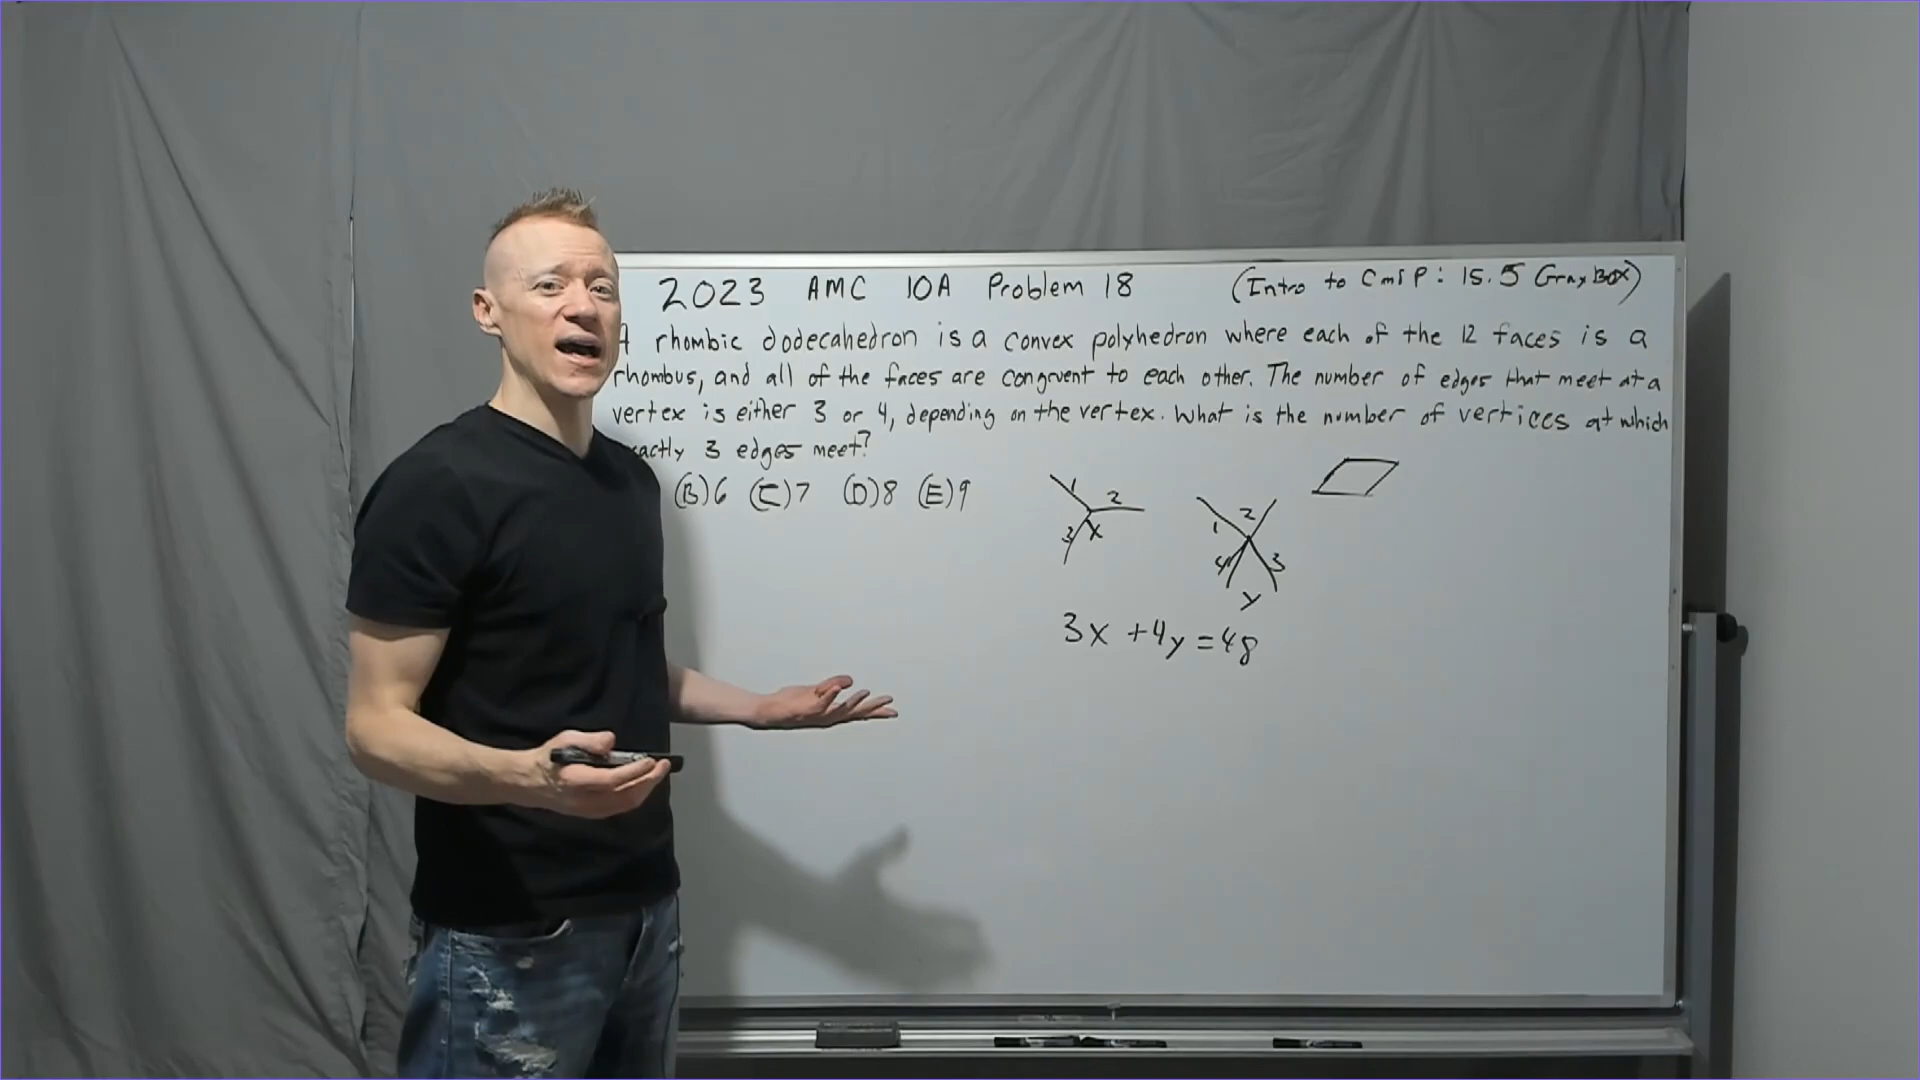 2023 AMC 10A Problem 18 (Intro to C and P: 15.5 Gray Box)
A rhombic dodecahedron is a convex polyhedron where each of the 12 faces is a
rhombus, and all of the faces are congruent to each other. The number of edges that meet at a
vertex is either 3 or 4, depending on the vertex. What is the number of vertices at which
exactly 3 edges meet?
(B) 6 (C) 7 (D) 8 (E) 9
1 2 3 x
1 2 3 4 y
3x + 4y = 48